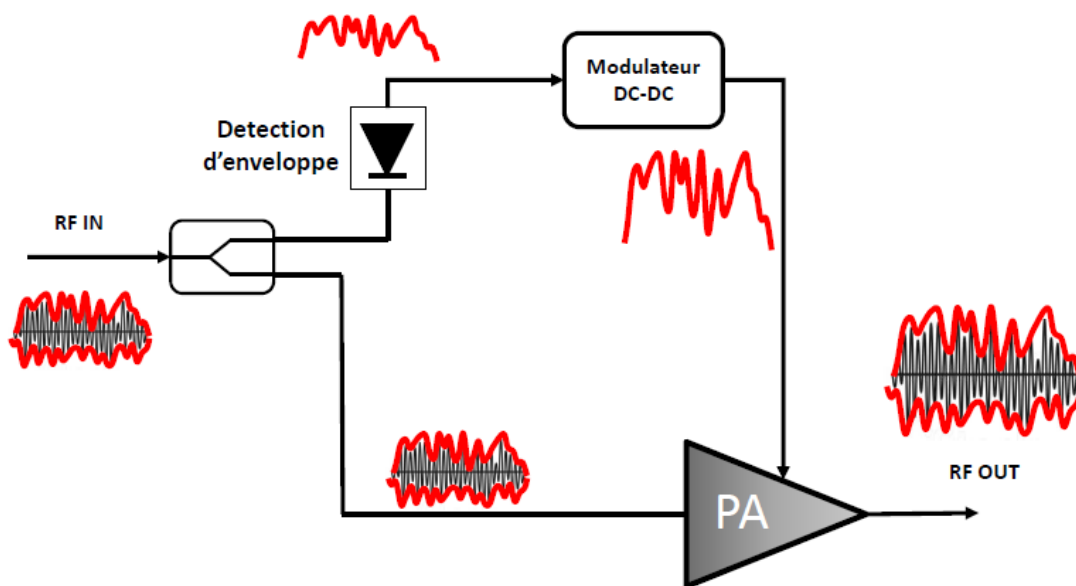 Modulateur
DC-DC
Detection
d'enveloppe
RF IN
RF OUT
PA